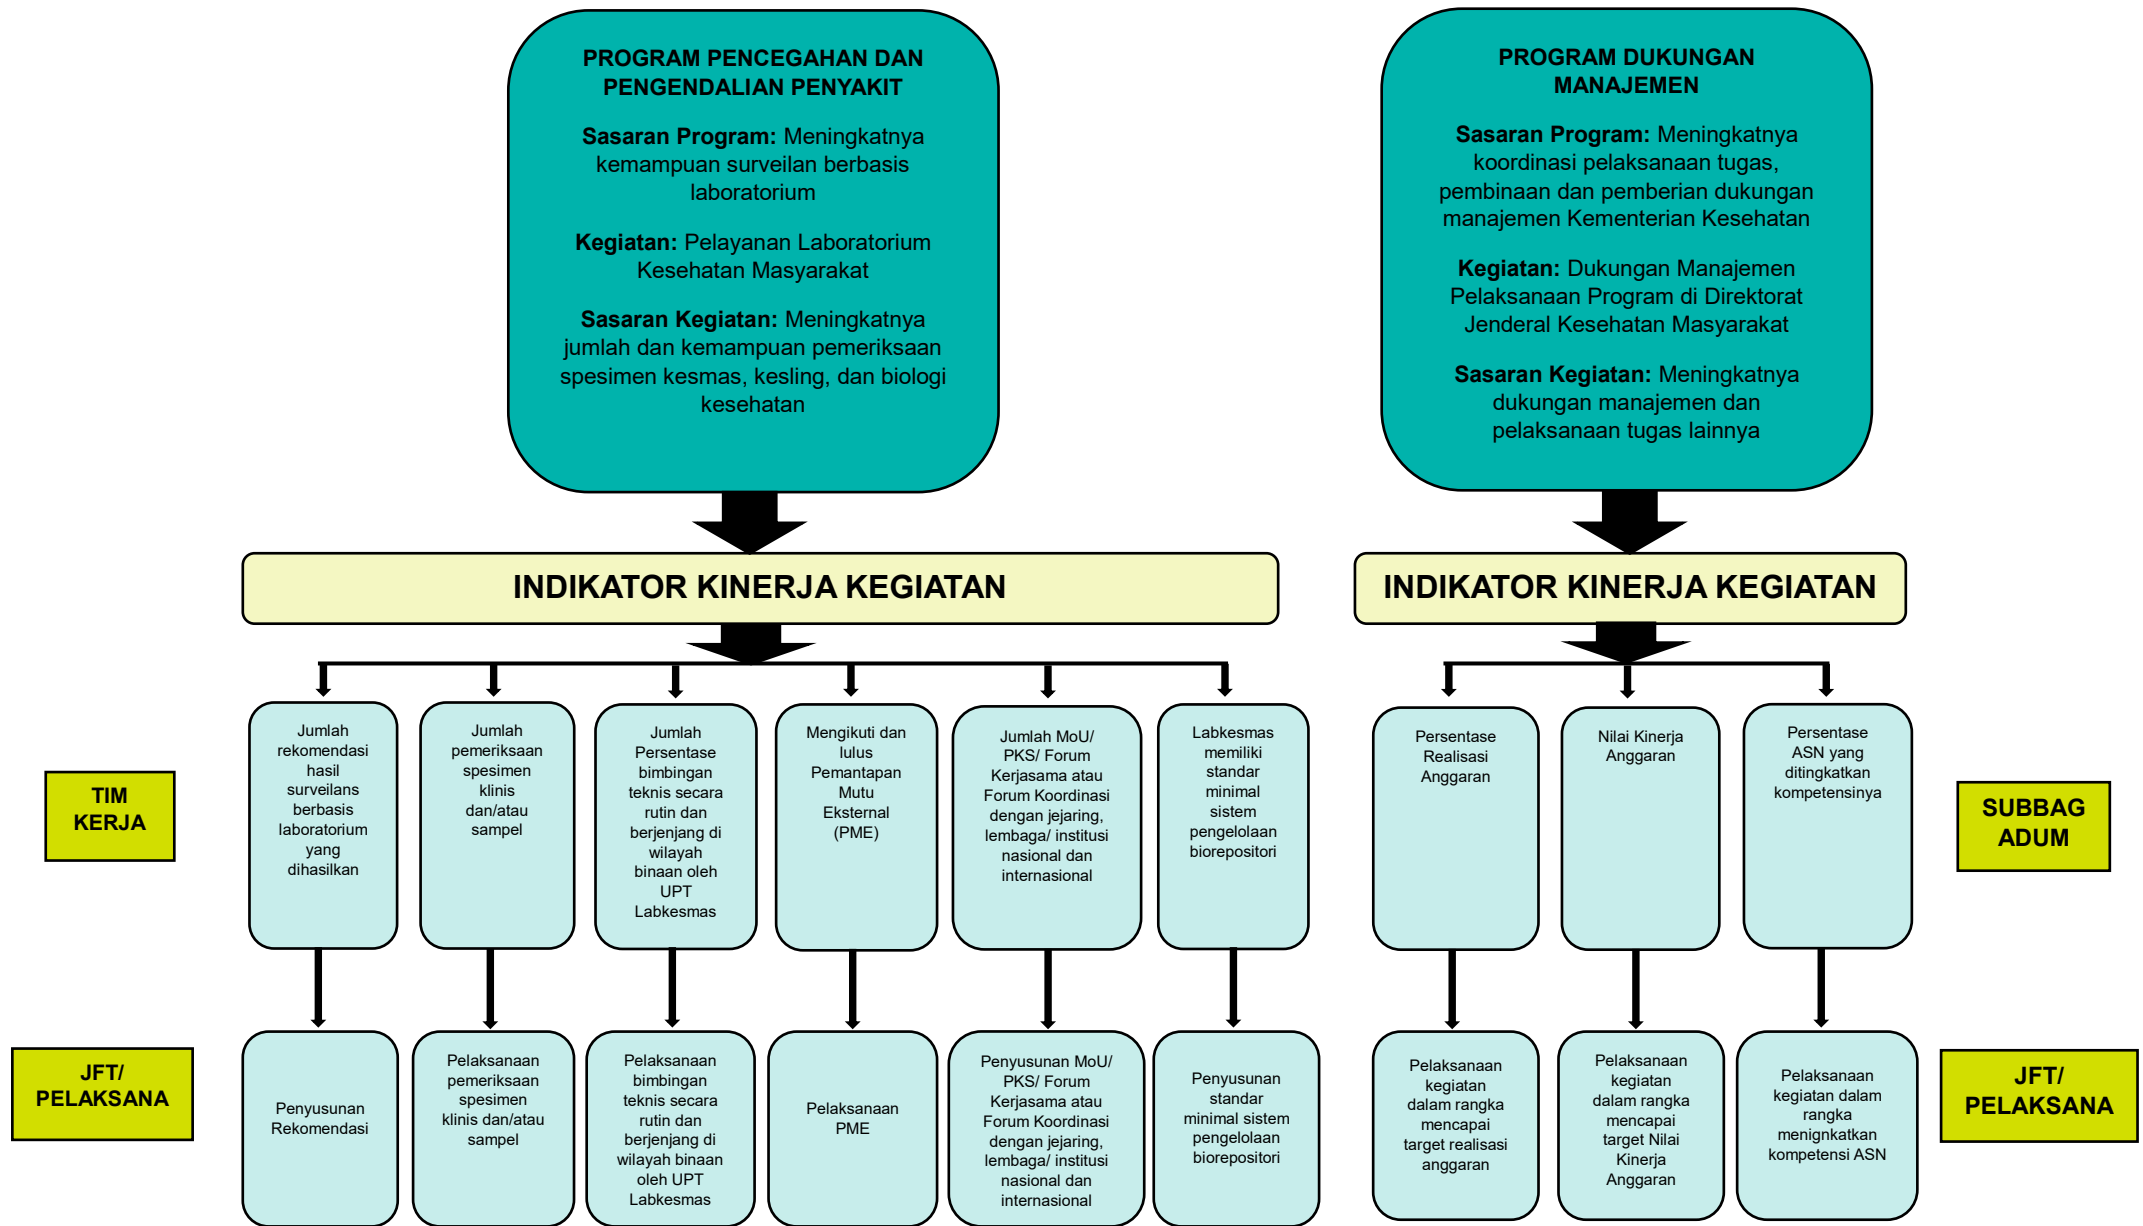 PROGRAM PENCEGAHAN DAN
PENGENDALIAN PENYAKIT
Sasaran Program: Meningkatnya
kemampuan surveilan berbasis
laboratorium
Kegiatan: Pelayanan Laboratorium
Kesehatan Masyarakat
Sasaran Kegiatan: Meningkatnya
jumlah dan kemampuan pemeriksaan
spesimen kesmas, kesling, dan biologi
kesehatan
PROGRAM DUKUNGAN
MANAJEMEN
Sasaran Program: Meningkatnya
koordinasi pelaksanaan tugas,
pembinaan dan pemberian dukungan
manajemen Kementerian Kesehatan
Kegiatan: Dukungan Manajemen
Pelaksanaan Program di Direktorat
Jenderal Kesehatan Masyarakat
Sasaran Kegiatan: Meningkatnya
dukungan manajemen dan
pelaksanaan tugas lainnya
INDIKATOR KINERJA KEGIATAN
INDIKATOR KINERJA KEGIATAN
TIM
KERJA
Jumlah
rekomendasi
hasil
surveilans
berbasis
laboratorium
yang
dihasilkan
Jumlah
pemeriksaan
spesimen
klinis
dan/atau
sampel
Jumlah
Persentase
bimbingan
teknis secara
rutin dan
berjenjang di
wilayah
binaan oleh
UPT
Labkesmas
Mengikuti dan
lulus
Pemantapan
Mutu
Eksternal
(PME)
Jumlah MoU/
PKS/ Forum
Kerjasama atau
Forum Koordinasi
dengan jejaring,
lembaga/ institusi
nasional dan
internasional
Labkesmas
memiliki
standar
minimal
sistem
pengelolaan
biorepositori
Persentase
Realisasi
Anggaran
Nilai Kinerja
Anggaran
Persentase
ASN yang
ditingkatkan
kompetensinya
SUBBAG
ADUM
JFT/
PELAKSANA
Penyusunan
Rekomendasi
Pelaksanaan
pemeriksaan
spesimen
klinis dan/atau
sampel
Pelaksanaan
bimbingan
teknis secara
rutin dan
berjenjang di
wilayah binaan
oleh UPT
Labkesmas
Pelaksanaan
PME
Penyusunan MoU/
PKS/ Forum
Kerjasama atau
Forum Koordinasi
dengan jejaring,
lembaga/ institusi
nasional dan
internasional
Penyusunan
standar
minimal sistem
pengelolaan
biorepositori
Pelaksanaan
kegiatan
dalam rangka
mencapai
target realisasi
anggaran
Pelaksanaan
kegiatan
dalam rangka
mencapai
target Nilai
Kinerja
Anggaran
Pelaksanaan
kegiatan dalam
rangka
menignkatkan
kompetensi ASN
JFT/
PELAKSANA